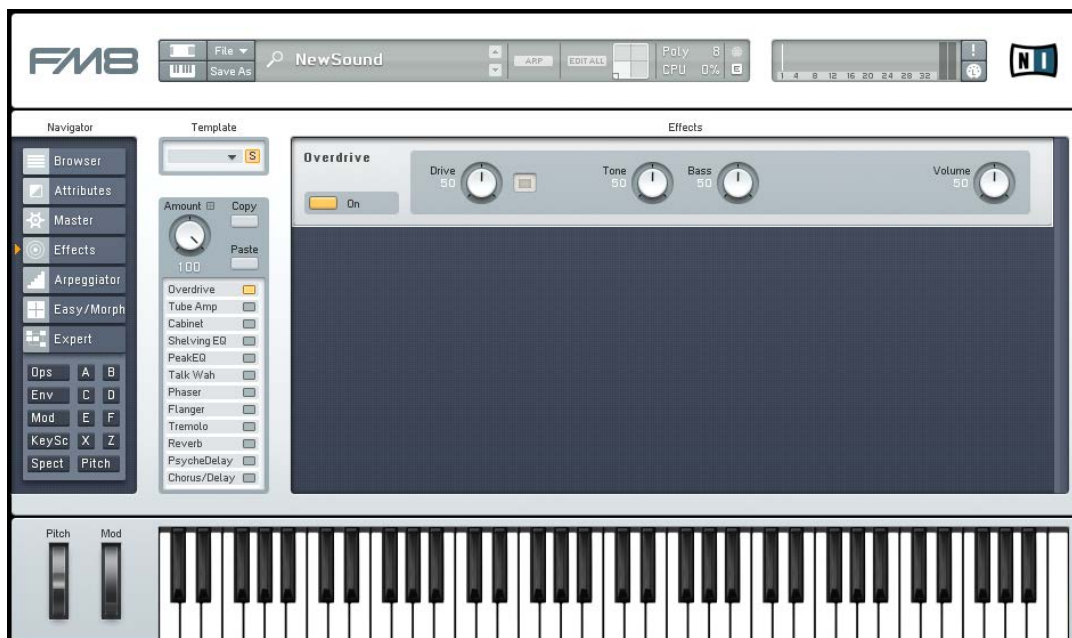 FM8
File
Save As
NewSound
ARP
EDIT ALL
Poly 8
CPU 0%
E
!
1 4 8 12 16 20 24 28 32
NI
Navigator
Template
Effects
Browser
Attributes
Master
Effects
Arpeggiator
Easy/Morph
Expert
Ops A B
Env C D
Mod E F
KeySc X Z
Spect Pitch
S
Amount Copy
Paste
100
Overdrive
Tube Amp
Cabinet
Shelving EQ
PeakEQ
Talk Wah
Phaser
Flanger
Tremolo
Reverb
PsycheDelay
Chorus/Delay
Overdrive
On
Drive
50
Tone
50
Bass
50
Volume
50
Pitch Mod